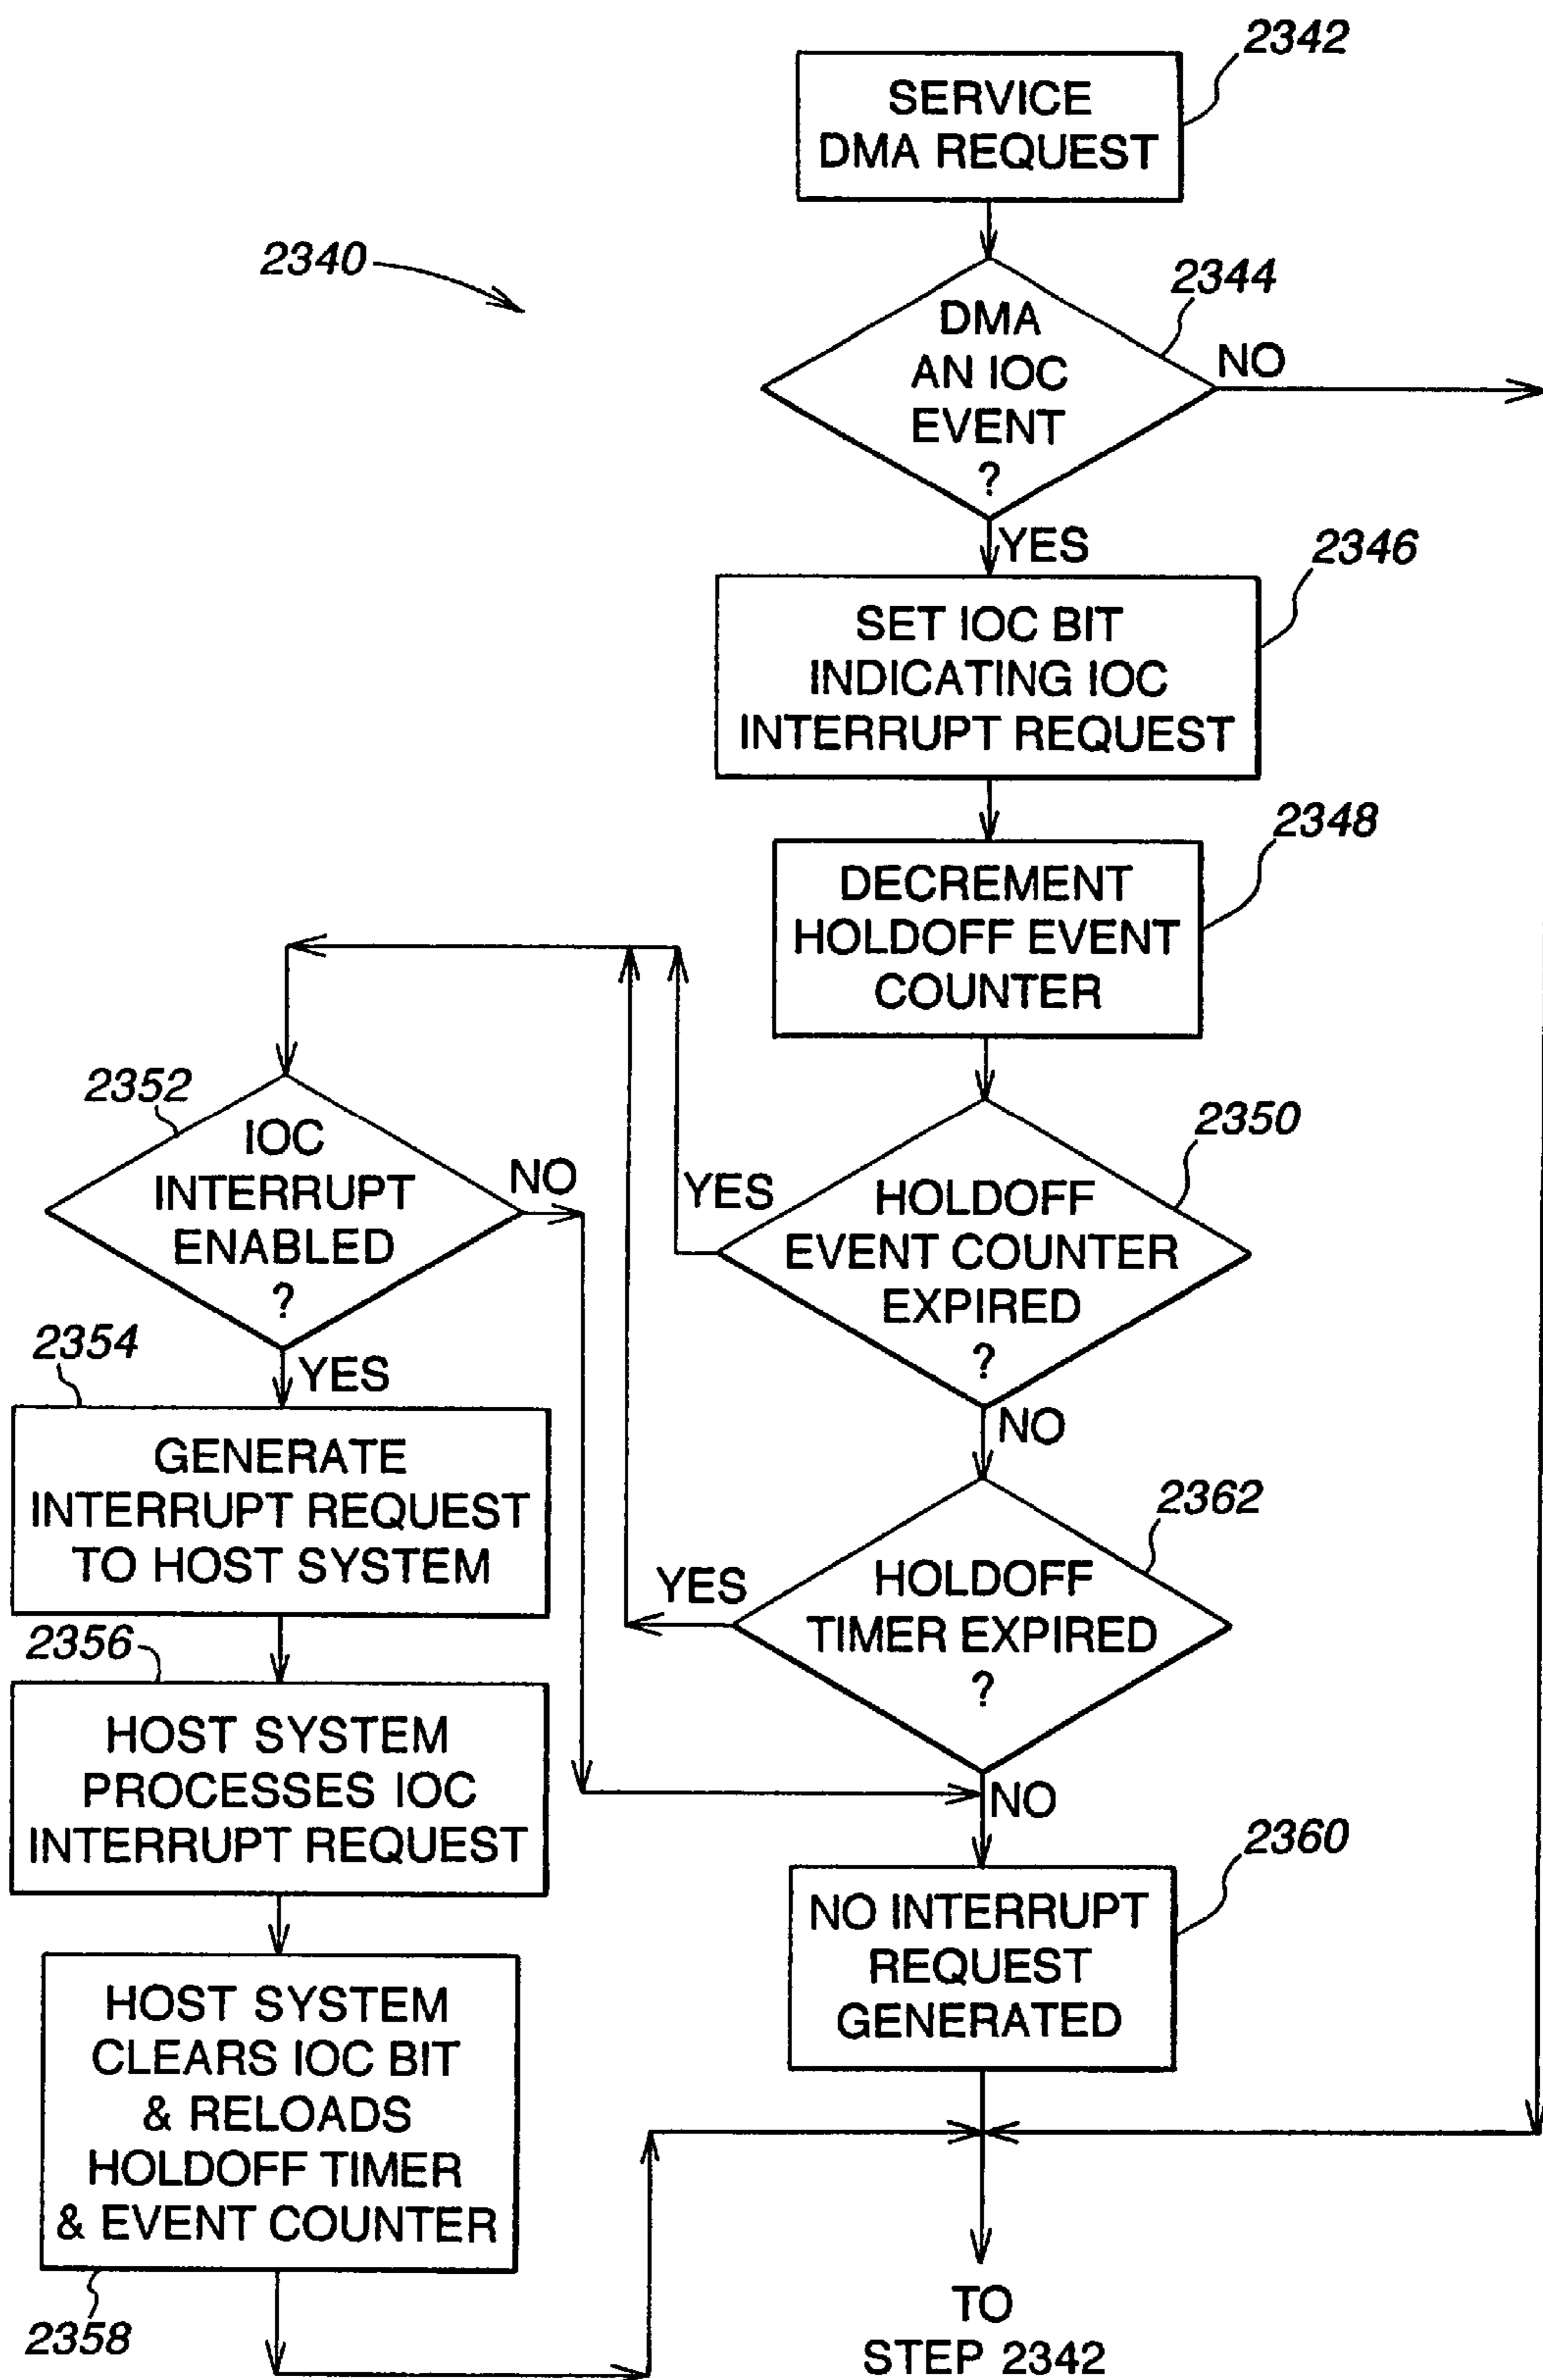 2342
SERVICE
DMA REQUEST
2340
2344
DMA
AN IOC
EVENT
?
NO
YES
2346
SET IOC BIT
INDICATING IOC
INTERRUPT REQUEST
2348
DECREMENT
HOLDOFF EVENT
COUNTER
2350
HOLDOFF
EVENT COUNTER
EXPIRED
?
YES
NO
2352
IOC
INTERRUPT
ENABLED
?
NO
YES
2354
GENERATE
INTERRUPT REQUEST
TO HOST SYSTEM
2356
HOST SYSTEM
PROCESSES IOC
INTERRUPT REQUEST
HOST SYSTEM
CLEARS IOC BIT
& RELOADS
HOLDOFF TIMER
& EVENT COUNTER
2358
2362
HOLDOFF
TIMER EXPIRED
?
YES
NO
2360
NO INTERRUPT
REQUEST
GENERATED
TO
STEP 2342